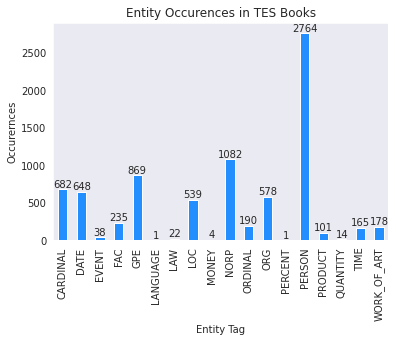 Entity Occurences in TES Books
Occurernces
2500
2000
1500
1000
500
0
682
648
38
235
869
1
22
539
4
1082
190
578
1
2764
101
14
165
178
CARDINAL
DATE
EVENT
FAC
GPE
LANGUAGE
LAW
LOC
MONEY
NORP
ORDINAL
ORG
PERCENT
PERSON
PRODUCT
QUANTITY
TIME
WORK_OF_ART
Entity Tag